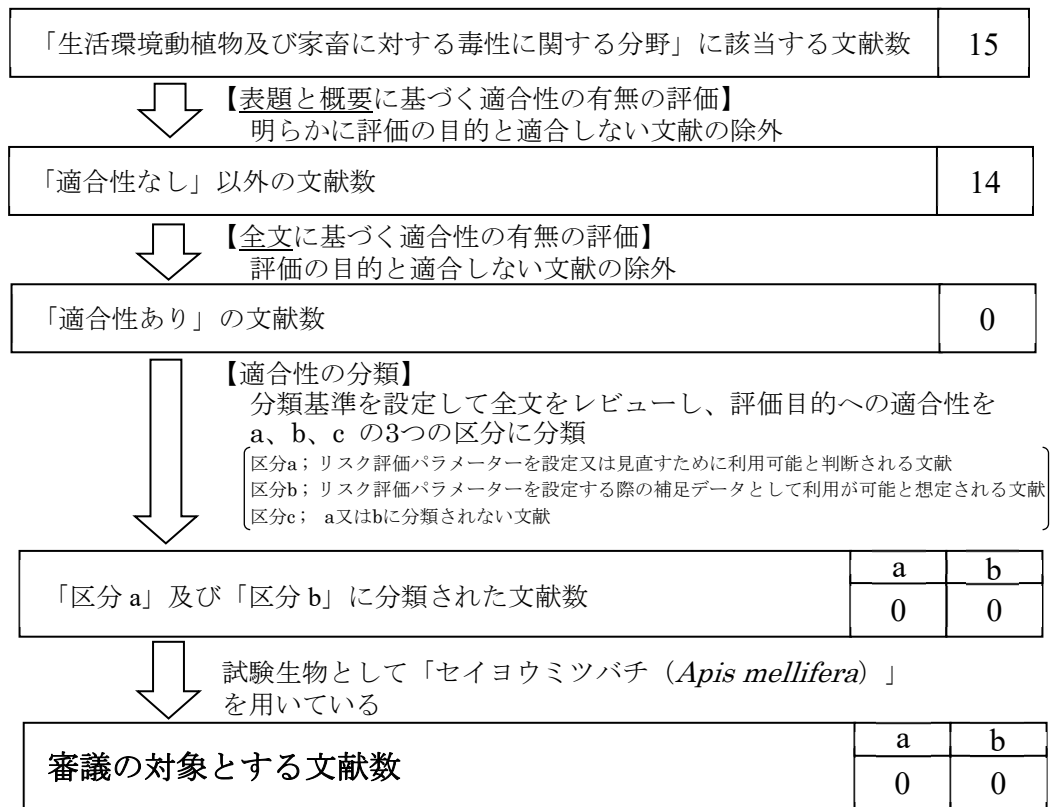 「生活環境動植物及び家畜に対する毒性に関する分野」に該当する文献数 15
【表題と概要に基づく適合性の有無の評価】
明らかに評価の目的と適合しない文献の除外
「適合性なし」以外の文献数 14
【全文に基づく適合性の有無の評価】
評価の目的と適合しない文献の除外
「適合性あり」の文献数 0
【適合性の分類】
分類基準を設定して全文をレビューし、評価目的への適合性を
a、b、c の3つの区分に分類
区分a; リスク評価パラメーターを設定又は見直すために利用可能と判断される文献
区分b; リスク評価パラメーターを設定する際の補足データとして利用が可能と想定される文献
区分c; a又はbに分類されない文献
a b
「区分 a」及び「区分 b」に分類された文献数 0 0
試験生物として「セイヨウミツバチ（Apis mellifera）」
を用いている
a b
審議の対象とする文献数 0 0